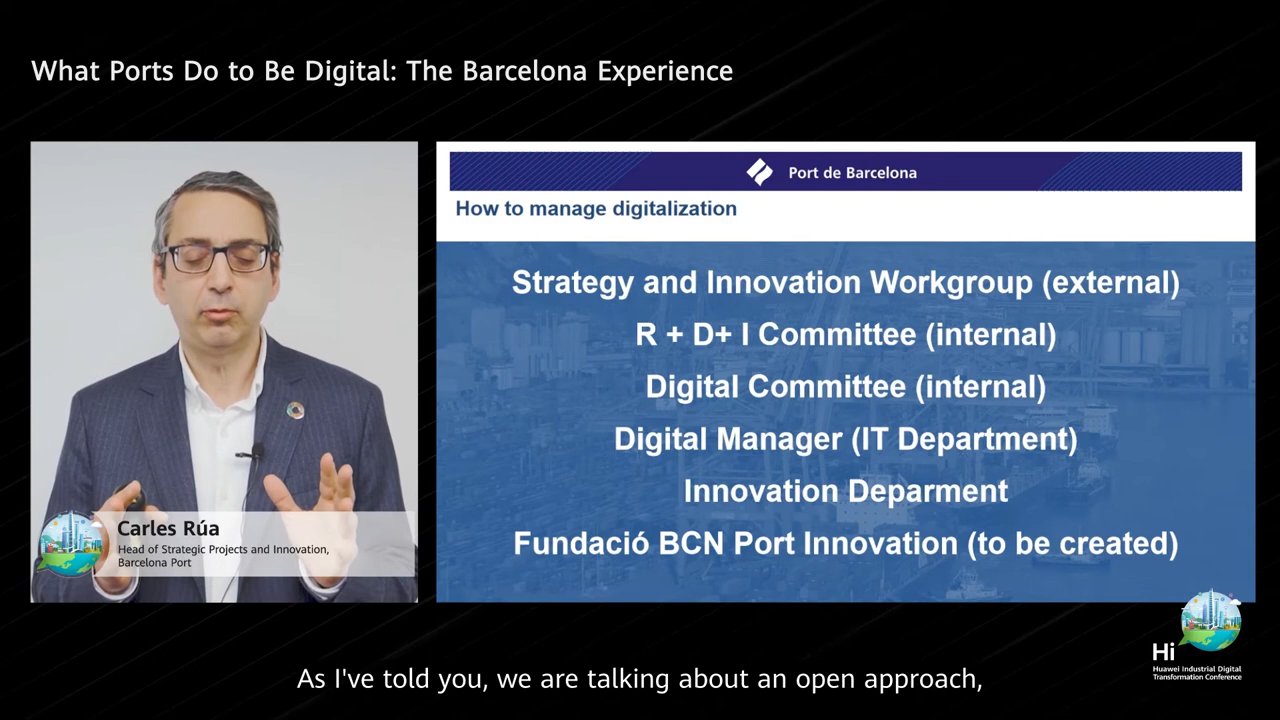 What Ports Do to Be Digital: The Barcelona Experience
Port de Barcelona
How to manage digitalization
Strategy and Innovation Workgroup (external)
R + D+ I Committee (internal)
Digital Committee (internal)
Digital Manager (IT Department)
Innovation Deparment
Fundació BCN Port Innovation (to be created)
Carles Rúa
Head of Strategic Projects and Innovation,
Barcelona Port
Hi
Huawei Industrial Digital
Transformation Conference
As I've told you, we are talking about an open approach,